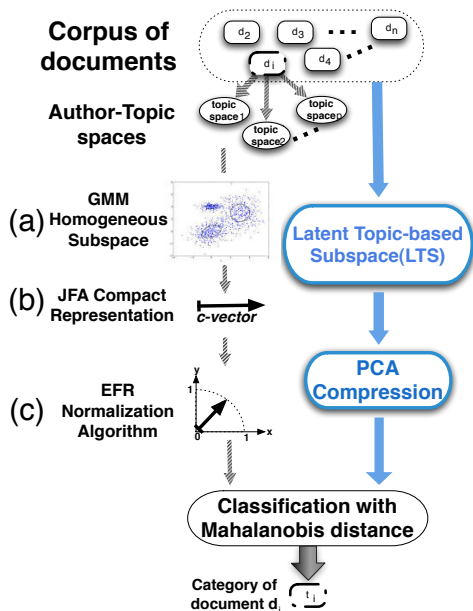 Corpus of documents
d2 d3 dn
di d4
Author-Topic spaces
topic space1
topic space2
topic spacep
(a) GMM Homogeneous Subspace
Latent Topic-based Subspace(LTS)
(b) JFA Compact Representation
c-vector
PCA Compression
(c) EFR Normalization Algorithm
y
1
0 1 x
Classification with Mahalanobis distance
Category of document di
ti